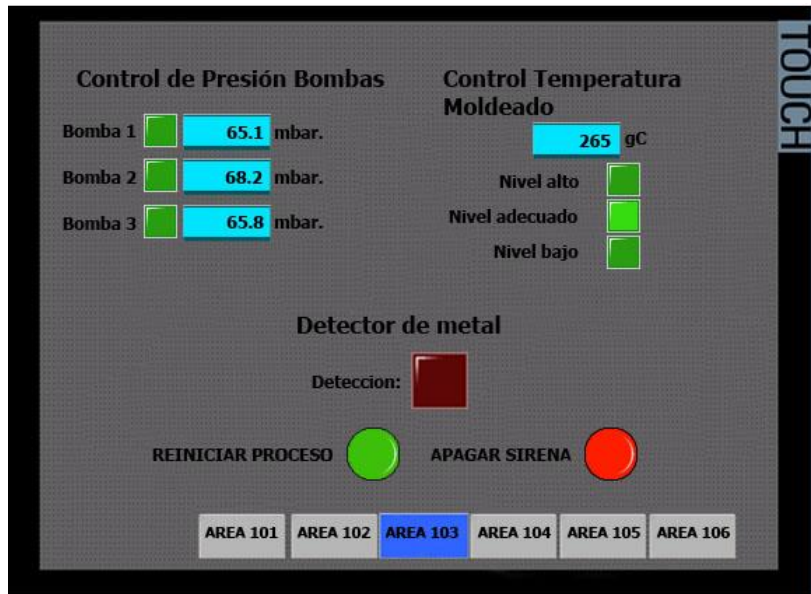 TOUCH
Control de Presión Bombas
Bomba 1 65.1 mbar.
Bomba 2 68.2 mbar.
Bomba 3 65.8 mbar.
Control Temperatura
Moldeado
265 gC
Nivel alto
Nivel adecuado
Nivel bajo
Detector de metal
Deteccion:
REINICIAR PROCESO APAGAR SIRENA
AREA 101 AREA 102 AREA 103 AREA 104 AREA 105 AREA 106